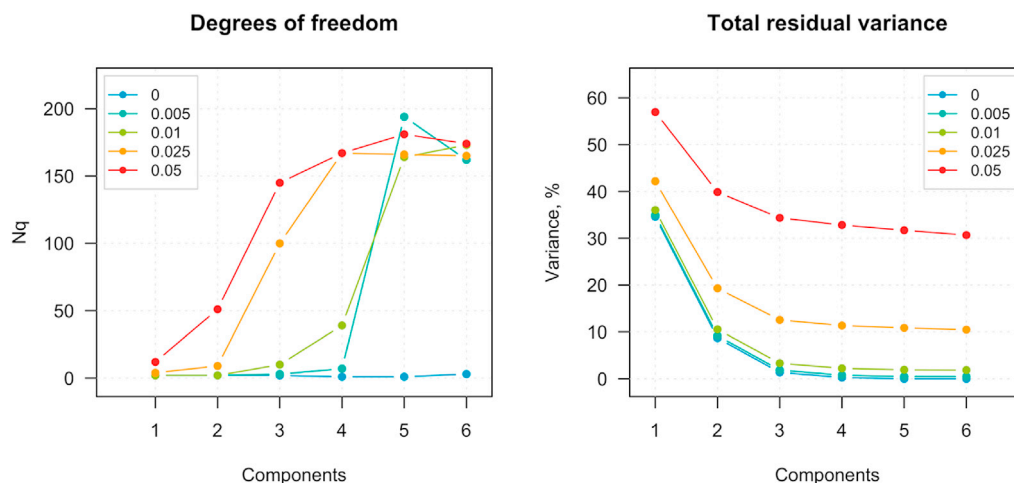 Degrees of freedom
0
0.005
0.01
0.025
0.05
200
150
100
50
0
Nq
1 2 3 4 5 6
Components
Total residual variance
0
0.005
0.01
0.025
0.05
60
50
40
30
20
10
0
Variance, %
1 2 3 4 5 6
Components